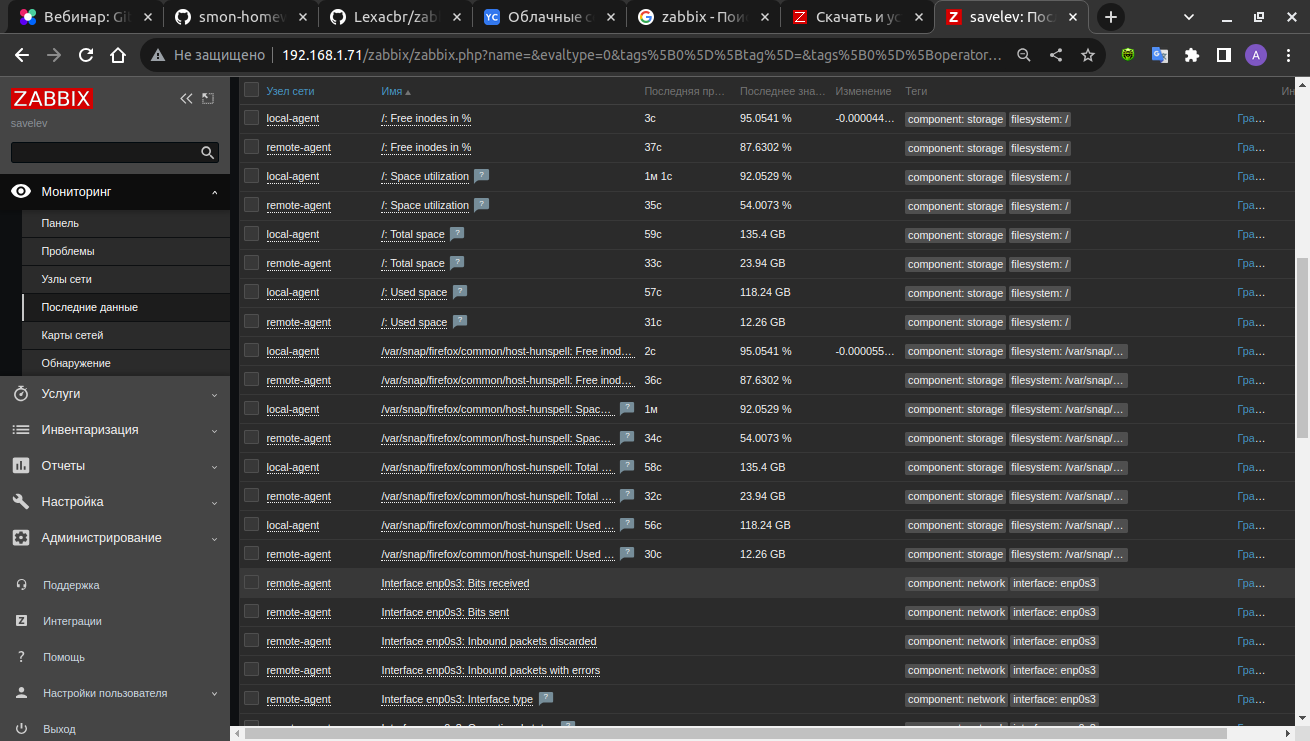 Вебинар: Git
smon-homew
Lexacbr/zabl
YC Облачные се
zabbix - Пои
Скачать и ус
savelev: Пос
Не защищено 192.168.1.71/zabbix/zabbix.php?name=&evaltype=0&tags%5B0%5D%5Btag%5D=&tags%5B0%5D%5Boperator…
A
ZABBIX
savelev
Мониторинг
Панель
Проблемы
Узлы сети
Последние данные
Карты сетей
Обнаружение
Услуги
Инвентаризация
Отчеты
Настройка
Администрирование
Поддержка
Z Интеграции
? Помощь
Настройки пользователя
Выход
Узел сети Имя Последняя пр… Последнее зна… Изменение Теги Ин
local-agent /: Free inodes in % 3с 95.0541 % -0.000044… component: storage filesystem: / Гра…
remote-agent /: Free inodes in % 37с 87.6302 % component: storage filesystem: / Гра…
local-agent /: Space utilization ? 1м 1с 92.0529 % component: storage filesystem: / Гра…
remote-agent /: Space utilization ? 35с 54.0073 % component: storage filesystem: / Гра…
local-agent /: Total space ? 59с 135.4 GB component: storage filesystem: / Гра…
remote-agent /: Total space ? 33с 23.94 GB component: storage filesystem: / Гра…
local-agent /: Used space ? 57с 118.24 GB component: storage filesystem: / Гра…
remote-agent /: Used space ? 31с 12.26 GB component: storage filesystem: / Гра…
local-agent /var/snap/firefox/common/host-hunspell: Free inod… 2с 95.0541 % -0.000055… component: storage filesystem: /var/snap/… Гра…
remote-agent /var/snap/firefox/common/host-hunspell: Free inod… 36с 87.6302 % component: storage filesystem: /var/snap/… Гра…
local-agent /var/snap/firefox/common/host-hunspell: Spac… ? 1м 92.0529 % component: storage filesystem: /var/snap/… Гра…
remote-agent /var/snap/firefox/common/host-hunspell: Spac… ? 34с 54.0073 % component: storage filesystem: /var/snap/… Гра…
local-agent /var/snap/firefox/common/host-hunspell: Total … ? 58с 135.4 GB component: storage filesystem: /var/snap/… Гра…
remote-agent /var/snap/firefox/common/host-hunspell: Total … ? 32с 23.94 GB component: storage filesystem: /var/snap/… Гра…
local-agent /var/snap/firefox/common/host-hunspell: Used … ? 56с 118.24 GB component: storage filesystem: /var/snap/… Гра…
remote-agent /var/snap/firefox/common/host-hunspell: Used … ? 30с 12.26 GB component: storage filesystem: /var/snap/… Гра…
remote-agent Interface enp0s3: Bits received component: network interface: enp0s3 Гра…
remote-agent Interface enp0s3: Bits sent component: network interface: enp0s3 Гра…
remote-agent Interface enp0s3: Inbound packets discarded component: network interface: enp0s3 Гра…
remote-agent Interface enp0s3: Inbound packets with errors component: network interface: enp0s3 Гра…
remote-agent Interface enp0s3: Interface type ? component: network interface: enp0s3 Гра…